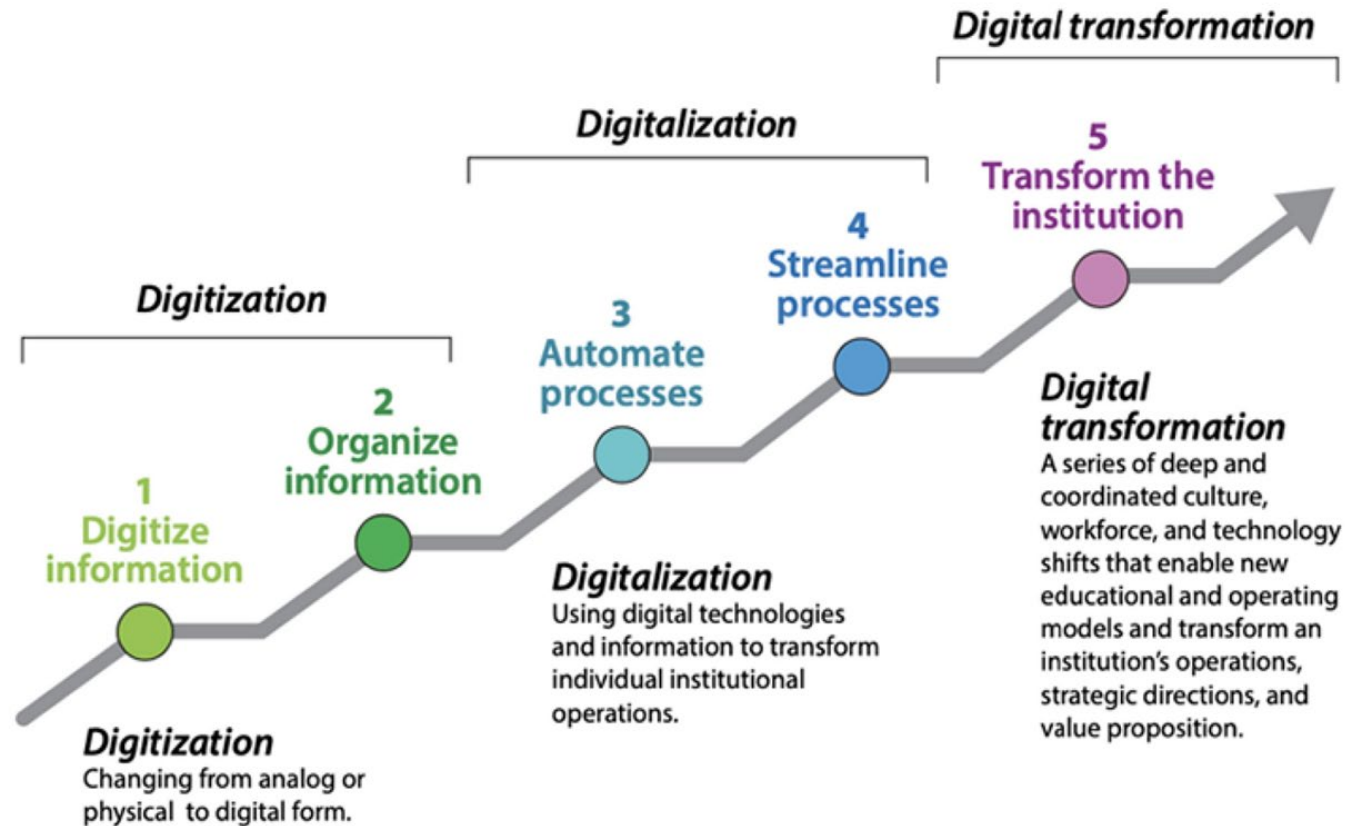 Digital transformation
Digitalization
5
Transform the
institution
4
Streamline
processes
Digitization
3
Automate
processes
2
Organize
information
1
Digitize
information
Digitization
Changing from analog or
physical to digital form.
Digitalization
Using digital technologies
and information to transform
individual institutional
operations.
Digital
transformation
A series of deep and
coordinated culture,
workforce, and technology
shifts that enable new
educational and operating
models and transform an
institution's operations,
strategic directions, and
value proposition.